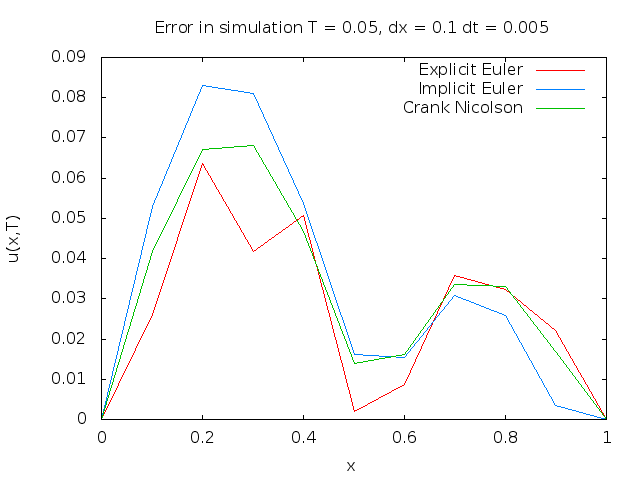 Error in simulation T = 0.05, dx = 0.1 dt = 0.005
Explicit Euler
Implicit Euler
Crank Nicolson
0.09
0.08
0.07
0.06
0.05
0.04
0.03
0.02
0.01
0
u(x,T)
0 0.2 0.4 0.6 0.8 1
x